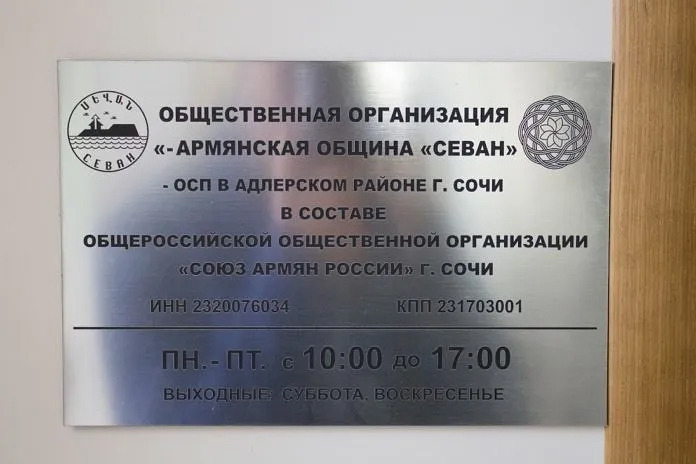 ՍԵՎԱՆ
СЕВАН
ОБЩЕСТВЕННАЯ ОРГАНИЗАЦИЯ
«-АРМЯНСКАЯ ОБЩИНА «СЕВАН»
- ОСП В АДЛЕРСКОМ РАЙОНЕ Г. СОЧИ
В СОСТАВЕ
ОБЩЕРОССИЙСКОЙ ОБЩЕСТВЕННОЙ ОРГАНИЗАЦИИ
«СОЮЗ АРМЯН РОССИИ» Г. СОЧИ
ИНН 2320076034 КПП 231703001
ПН.- ПТ. с 10:00 до 17:00
ВЫХОДНЫЕ: СУББОТА, ВОСКРЕСЕНЬЕ